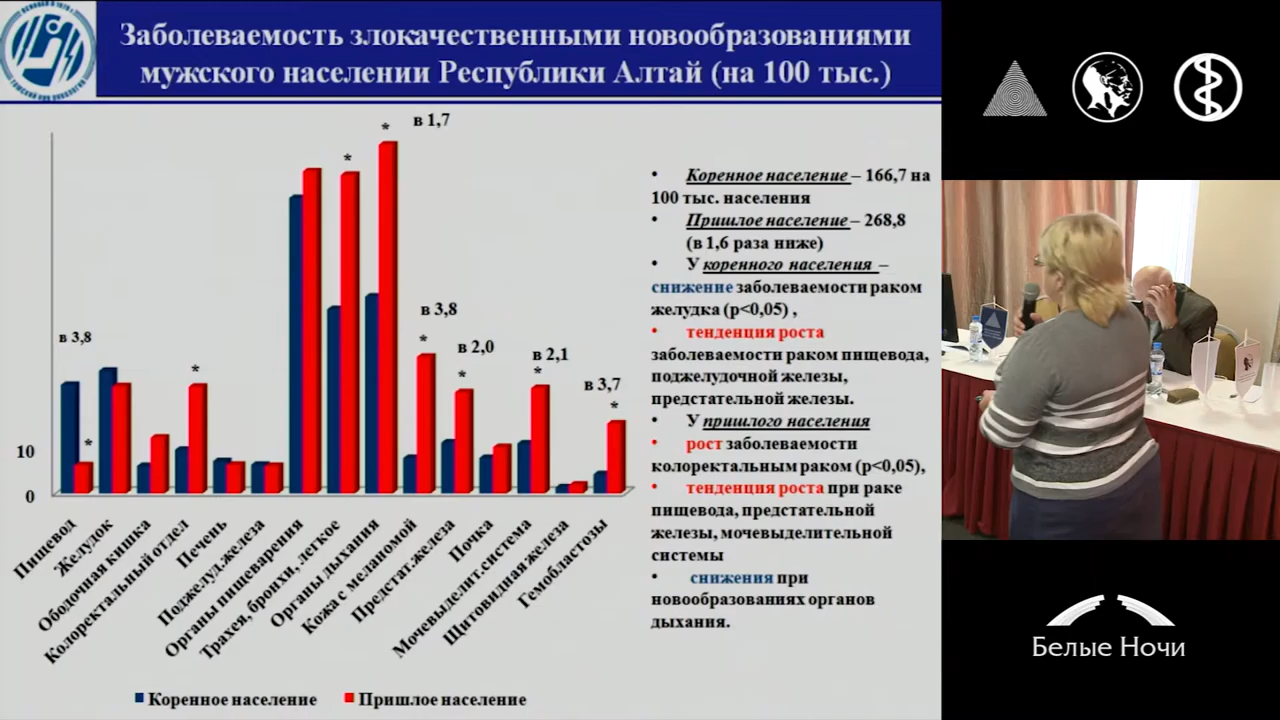 Заболеваемость злокачественными новообразованиями
мужского населении Республики Алтай (на 100 тыс.)
в 1,7
в 3,8
в 3,8
в 2,0
в 2,1
в 3,7
* * * * * * * *
10
0
Пищевод
Желудок
Ободочная кишка
Колоректальный отдел
Печень
Поджелуд.железа
Органы пищеварения
Трахея, бронхи, легкое
Органы дыхания
Кожа с меланомой
Предстат.железа
Почка
Мочевыделит.система
Щитовидная железа
Гемобластозы
Коренное население
Пришлое население
• Коренное население – 166,7 на
100 тыс. населения
• Пришлое население – 268,8
(в 1,6 раза ниже)
• У коренного населения –
снижение заболеваемости раком
желудка (р<0,05) ,
• тенденция роста
заболеваемости раком пищевода,
поджелудочной железы,
предстательной железы.
• У пришлого населения
• рост заболеваемости
колоректальным раком (р<0,05),
• тенденция роста при раке
пищевода, предстательной
железы, мочевыделительной
системы
• снижения при
новообразованиях органов
дыхания.
Белые Ночи